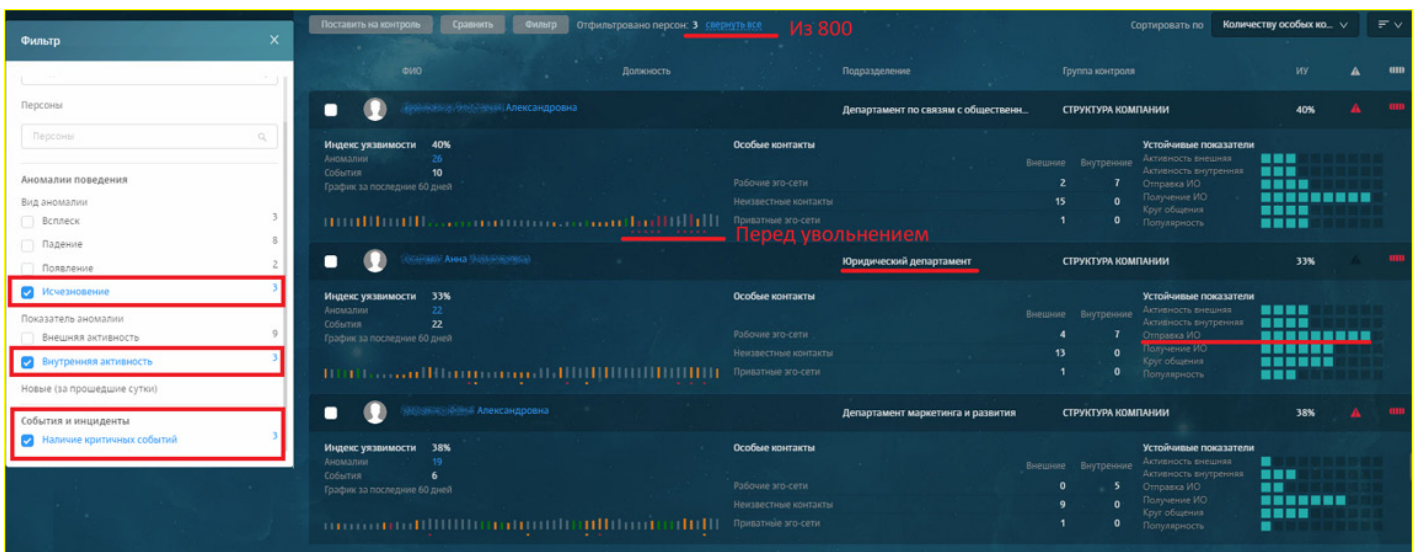 Поставить на контроль Сравнить Фильтр Отфильтровано персон: 3 свернуть все Из 800 Сортировать по Количеству особых ко...
Фильтр
ФИО Должность Подразделение Группа контроля ИУ
Персоны
Персоны
Аномалии поведения
Вид аномалии
Всплеск 3
Падение 8
Появление 2
Исчезновение 3
Показатель аномалии
Внешняя активность 9
Внутренняя активность 3
Новые (за прошедшие сутки)
События и инциденты
Наличие критичных событий 3
Александровна Департамент по связям с общественн... СТРУКТУРА КОМПАНИИ 40%
Индекс уязвимости 40% Особые контакты Устойчивые показатели
Аномалии 26 Внешние Внутренние Активность внешняя
События 10 Активность внутренняя
График за последние 60 дней Рабочие эго-сети 2 7 Отправка ИО
Неизвестные контакты 15 0 Получение ИО
Круг общения
Приватные эго-сети 1 0 Популярность
Перед увольнением
Анна Юридический департамент СТРУКТУРА КОМПАНИИ 33%
Индекс уязвимости 33% Особые контакты Устойчивые показатели
Аномалии 22 Внешние Внутренние Активность внешняя
События 22 Активность внутренняя
График за последние 60 дней Рабочие эго-сети 4 7 Отправка ИО
Неизвестные контакты 13 0 Получение ИО
Круг общения
Приватные эго-сети 1 0 Популярность
Александровна Департамент маркетинга и развития СТРУКТУРА КОМПАНИИ 38%
Индекс уязвимости 38% Особые контакты Устойчивые показатели
Аномалии 19 Внешние Внутренние Активность внешняя
События 6 Активность внутренняя
График за последние 60 дней Рабочие эго-сети 0 5 Отправка ИО
Неизвестные контакты 9 0 Получение ИО
Круг общения
Приватные эго-сети 1 0 Популярность